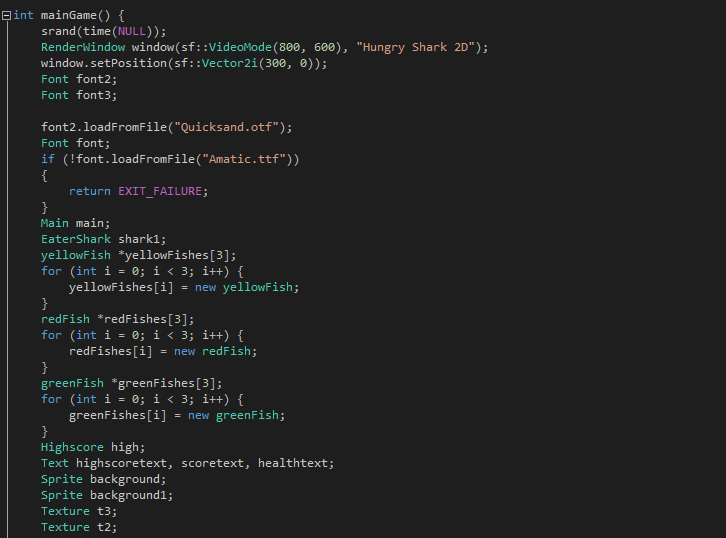 int mainGame() {
    srand(time(NULL));
    RenderWindow window(sf::VideoMode(800, 600), "Hungry Shark 2D");
    window.setPosition(sf::Vector2i(300, 0));
    Font font2;
    Font font3;

    font2.loadFromFile("Quicksand.otf");
    Font font;
    if (!font.loadFromFile("Amatic.ttf"))
    {
        return EXIT_FAILURE;
    }
    Main main;
    EaterShark shark1;
    yellowFish *yellowFishes[3];
    for (int i = 0; i < 3; i++) {
        yellowFishes[i] = new yellowFish;
    }
    redFish *redFishes[3];
    for (int i = 0; i < 3; i++) {
        redFishes[i] = new redFish;
    }
    greenFish *greenFishes[3];
    for (int i = 0; i < 3; i++) {
        greenFishes[i] = new greenFish;
    }
    Highscore high;
    Text highscoretext, scoretext, healthtext;
    Sprite background;
    Sprite background1;
    Texture t3;
    Texture t2;